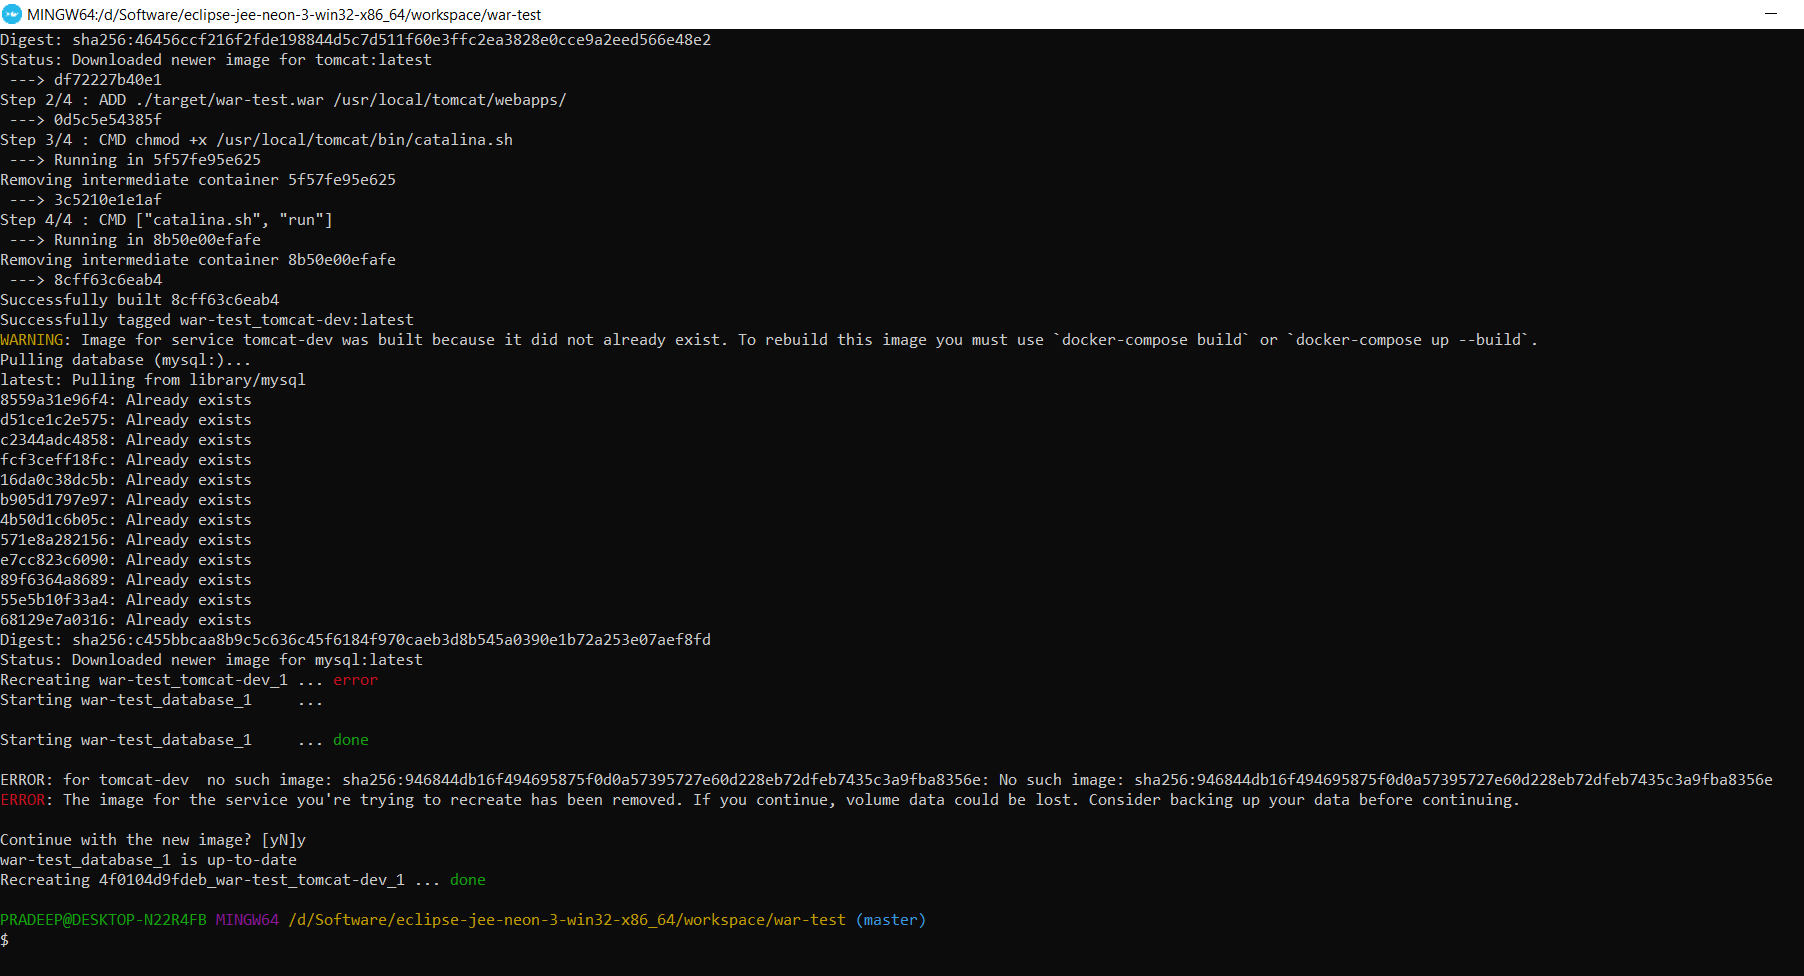 MINGW64:/d/Software/eclipse-jee-neon-3-win32-x86_64/workspace/war-test
Digest: sha256:46456ccf216f2fde198844d5c7d511f60e3ffc2ea3828e0cce9a2eed566e48e2
Status: Downloaded newer image for tomcat:latest
 ---> df72227b40e1
Step 2/4 : ADD ./target/war-test.war /usr/local/tomcat/webapps/
 ---> 0d5c5e54385f
Step 3/4 : CMD chmod +x /usr/local/tomcat/bin/catalina.sh
 ---> Running in 5f57fe95e625
Removing intermediate container 5f57fe95e625
 ---> 3c5210e1e1af
Step 4/4 : CMD ["catalina.sh", "run"]
 ---> Running in 8b50e00efafe
Removing intermediate container 8b50e00efafe
 ---> 8cff63c6eab4
Successfully built 8cff63c6eab4
Successfully tagged war-test_tomcat-dev:latest
WARNING: Image for service tomcat-dev was built because it did not already exist. To rebuild this image you must use `docker-compose build` or `docker-compose up --build`.
Pulling database (mysql:)...
latest: Pulling from library/mysql
8559a31e96f4: Already exists
d51ce1c2e575: Already exists
c2344adc4858: Already exists
fcf3ceff18fc: Already exists
16da0c38dc5b: Already exists
b905d1797e97: Already exists
4b50d1c6b05c: Already exists
571e8a282156: Already exists
e7cc823c6090: Already exists
89f6364a8689: Already exists
55e5b10f33a4: Already exists
68129e7a0316: Already exists
Digest: sha256:c455bbcaa8b9c5c636c45f6184f970caeb3d8b545a0390e1b72a253e07aef8fd
Status: Downloaded newer image for mysql:latest
Recreating war-test_tomcat-dev_1 ... error
Starting war-test_database_1     ...
Starting war-test_database_1     ... done
ERROR: for tomcat-dev  no such image: sha256:946844db16f494695875f0d0a57395727e60d228eb72dfeb7435c3a9fba8356e: No such image: sha256:946844db16f494695875f0d0a57395727e60d228eb72dfeb7435c3a9fba8356e
ERROR: The image for the service you're trying to recreate has been removed. If you continue, volume data could be lost. Consider backing up your data before continuing.
Continue with the new image? [yN]y
war-test_database_1 is up-to-date
Recreating 4f0104d9fdeb_war-test_tomcat-dev_1 ... done
PRADEEP@DESKTOP-N22R4FB MINGW64 /d/Software/eclipse-jee-neon-3-win32-x86_64/workspace/war-test (master)
$